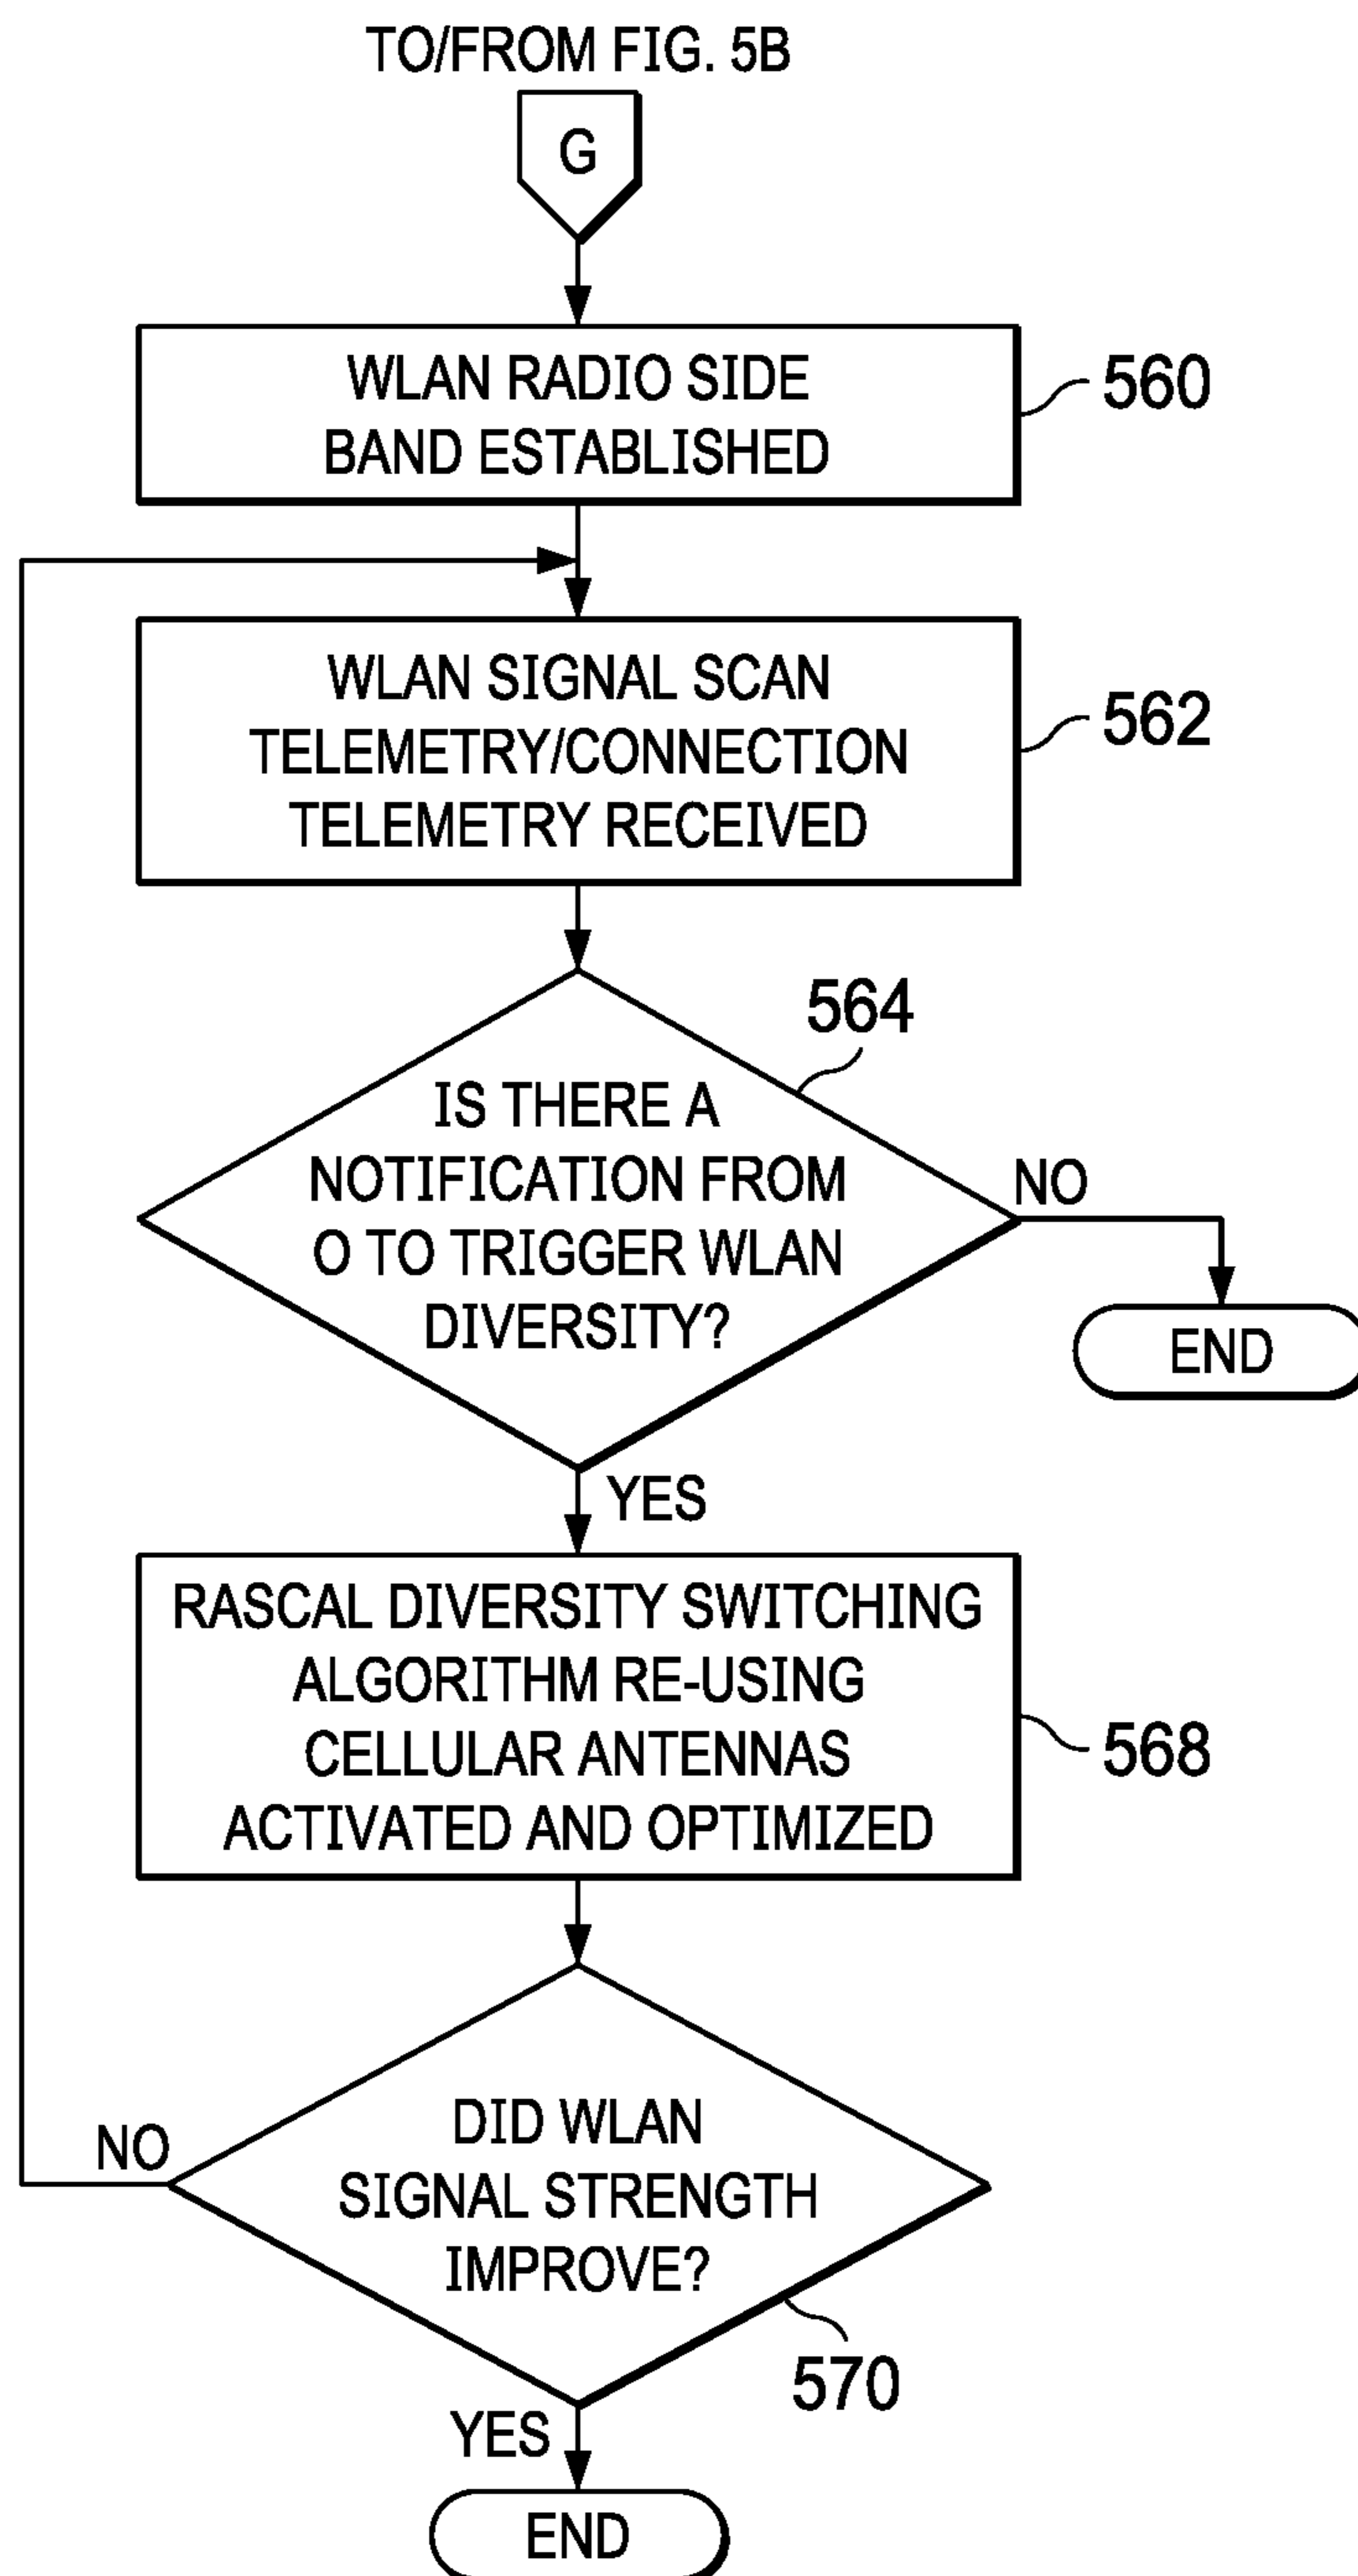 TO/FROM FIG. 5B
G
WLAN RADIO SIDE
BAND ESTABLISHED
560
WLAN SIGNAL SCAN
TELEMETRY/CONNECTION
TELEMETRY RECEIVED
562
564
IS THERE A
NOTIFICATION FROM
O TO TRIGGER WLAN
DIVERSITY?
NO
END
YES
RASCAL DIVERSITY SWITCHING
ALGORITHM RE-USING
CELLULAR ANTENNAS
ACTIVATED AND OPTIMIZED
568
DID WLAN
SIGNAL STRENGTH
IMPROVE?
NO
570
YES
END